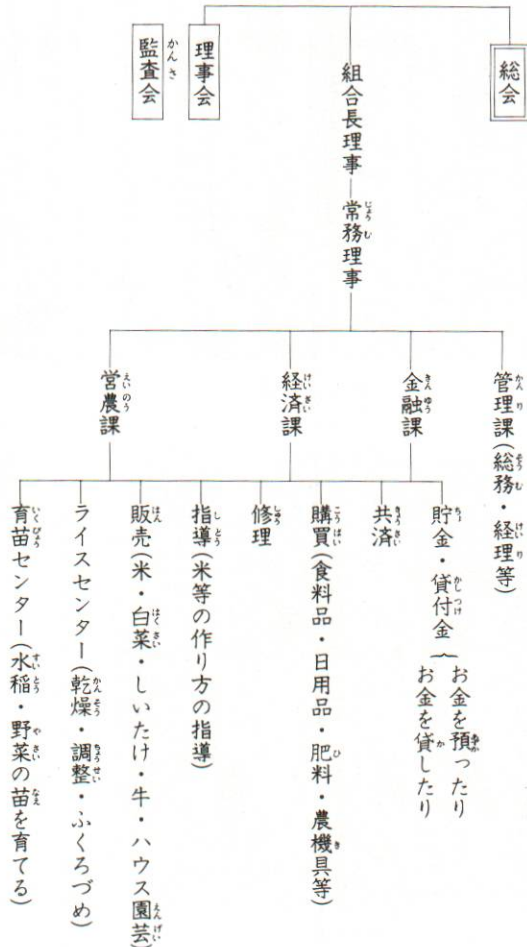 総会
組合長理事 ― 常務理事
理事会
監査会
管理課(総務・経理等)
金融課
経済課
営農課
貯金・貸付金{お金を預ったり
お金を貸したり
共済
購買(食料品・日用品・肥料・農機具等)
修理
指導(米等の作り方の指導)
販売(米・白菜・しいたけ・牛・ハウス園芸)
ライスセンター(乾燥・調整・ふくろづめ)
育苗センター(水稲・野菜の苗を育てる)